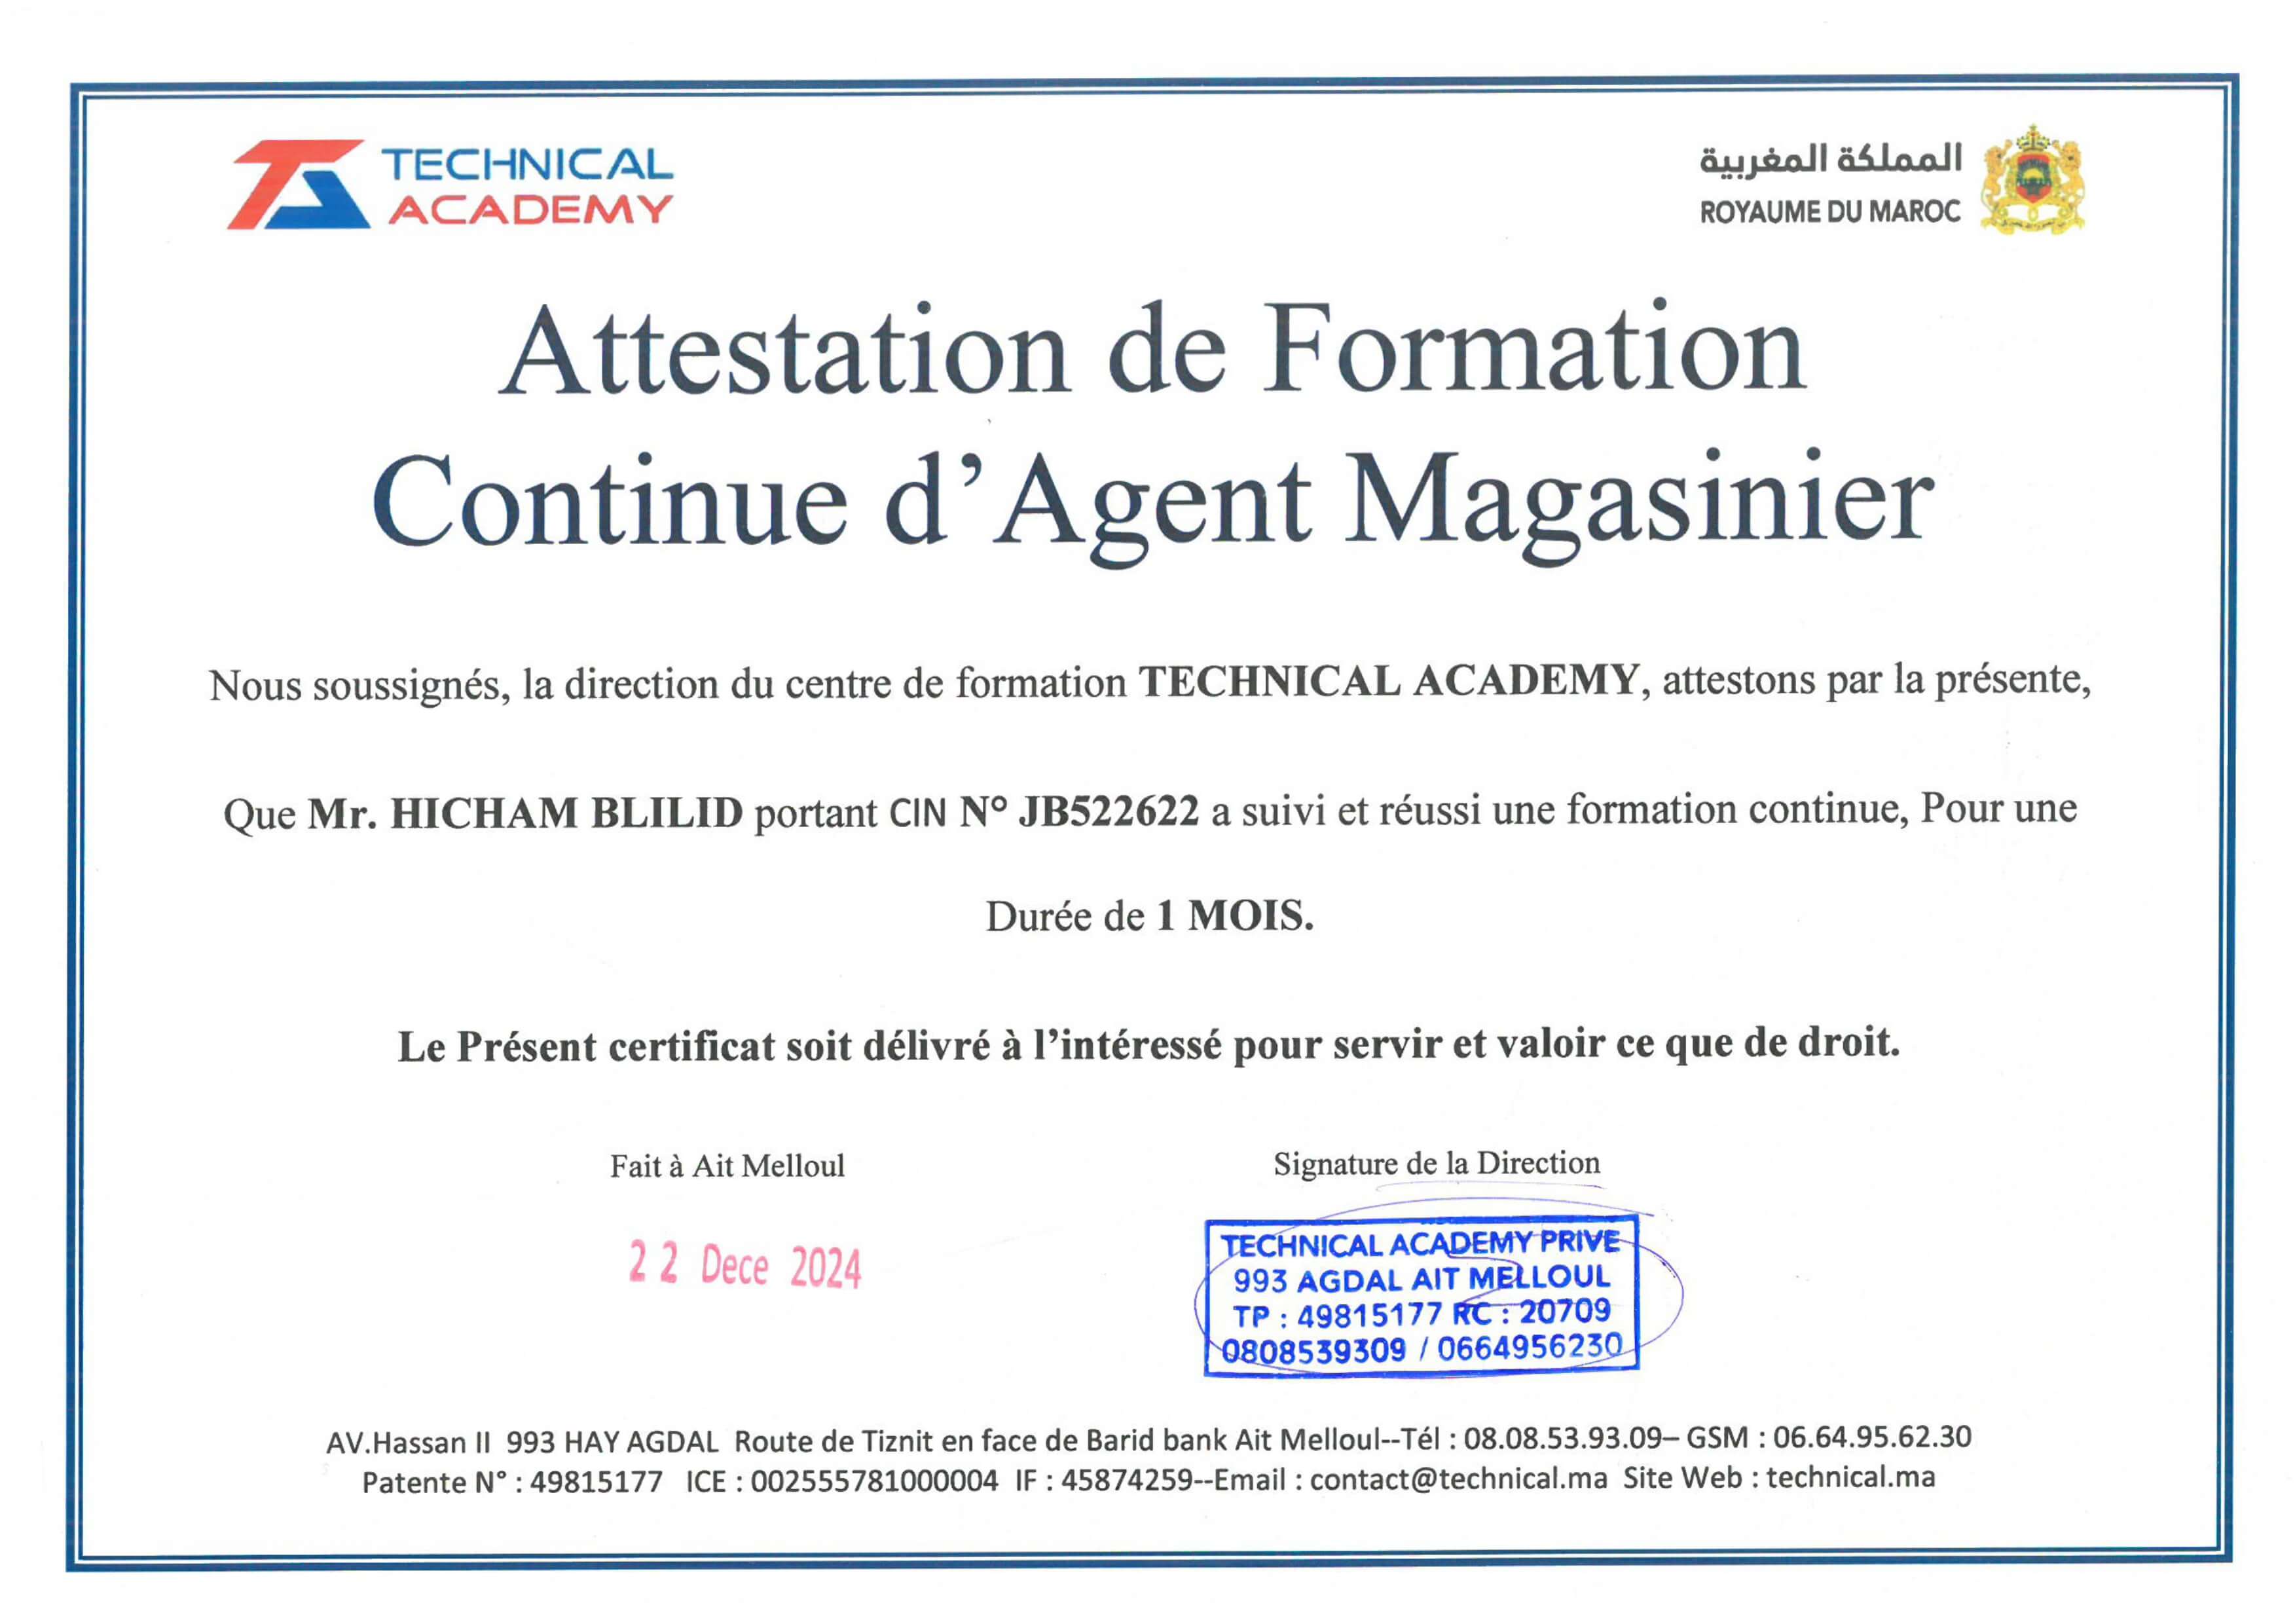 TECHNICAL
ACADEMY
المملكة المغربية
ROYAUME DU MAROC
Attestation de Formation
Continue d’Agent Magasinier
Nous soussignés, la direction du centre de formation TECHNICAL ACADEMY, attestons par la présente,
Que Mr. HICHAM BLILID portant CIN N° JB522622 a suivi et réussi une formation continue, Pour une
Durée de 1 MOIS.
Le Présent certificat soit délivré à l’intéressé pour servir et valoir ce que de droit.
Fait à Ait Melloul
Signature de la Direction
22 Dece 2024
TECHNICAL ACADEMY PRIVE
993 AGDAL AIT MELLOUL
TP : 49815177 RC : 20709
0808539309 / 0664956230
AV.Hassan II 993 HAY AGDAL Route de Tiznit en face de Barid bank Ait Melloul--Tél : 08.08.53.93.09– GSM : 06.64.95.62.30
Patente N° : 49815177 ICE : 002555781000004 IF : 45874259--Email : contact@technical.ma Site Web : technical.ma